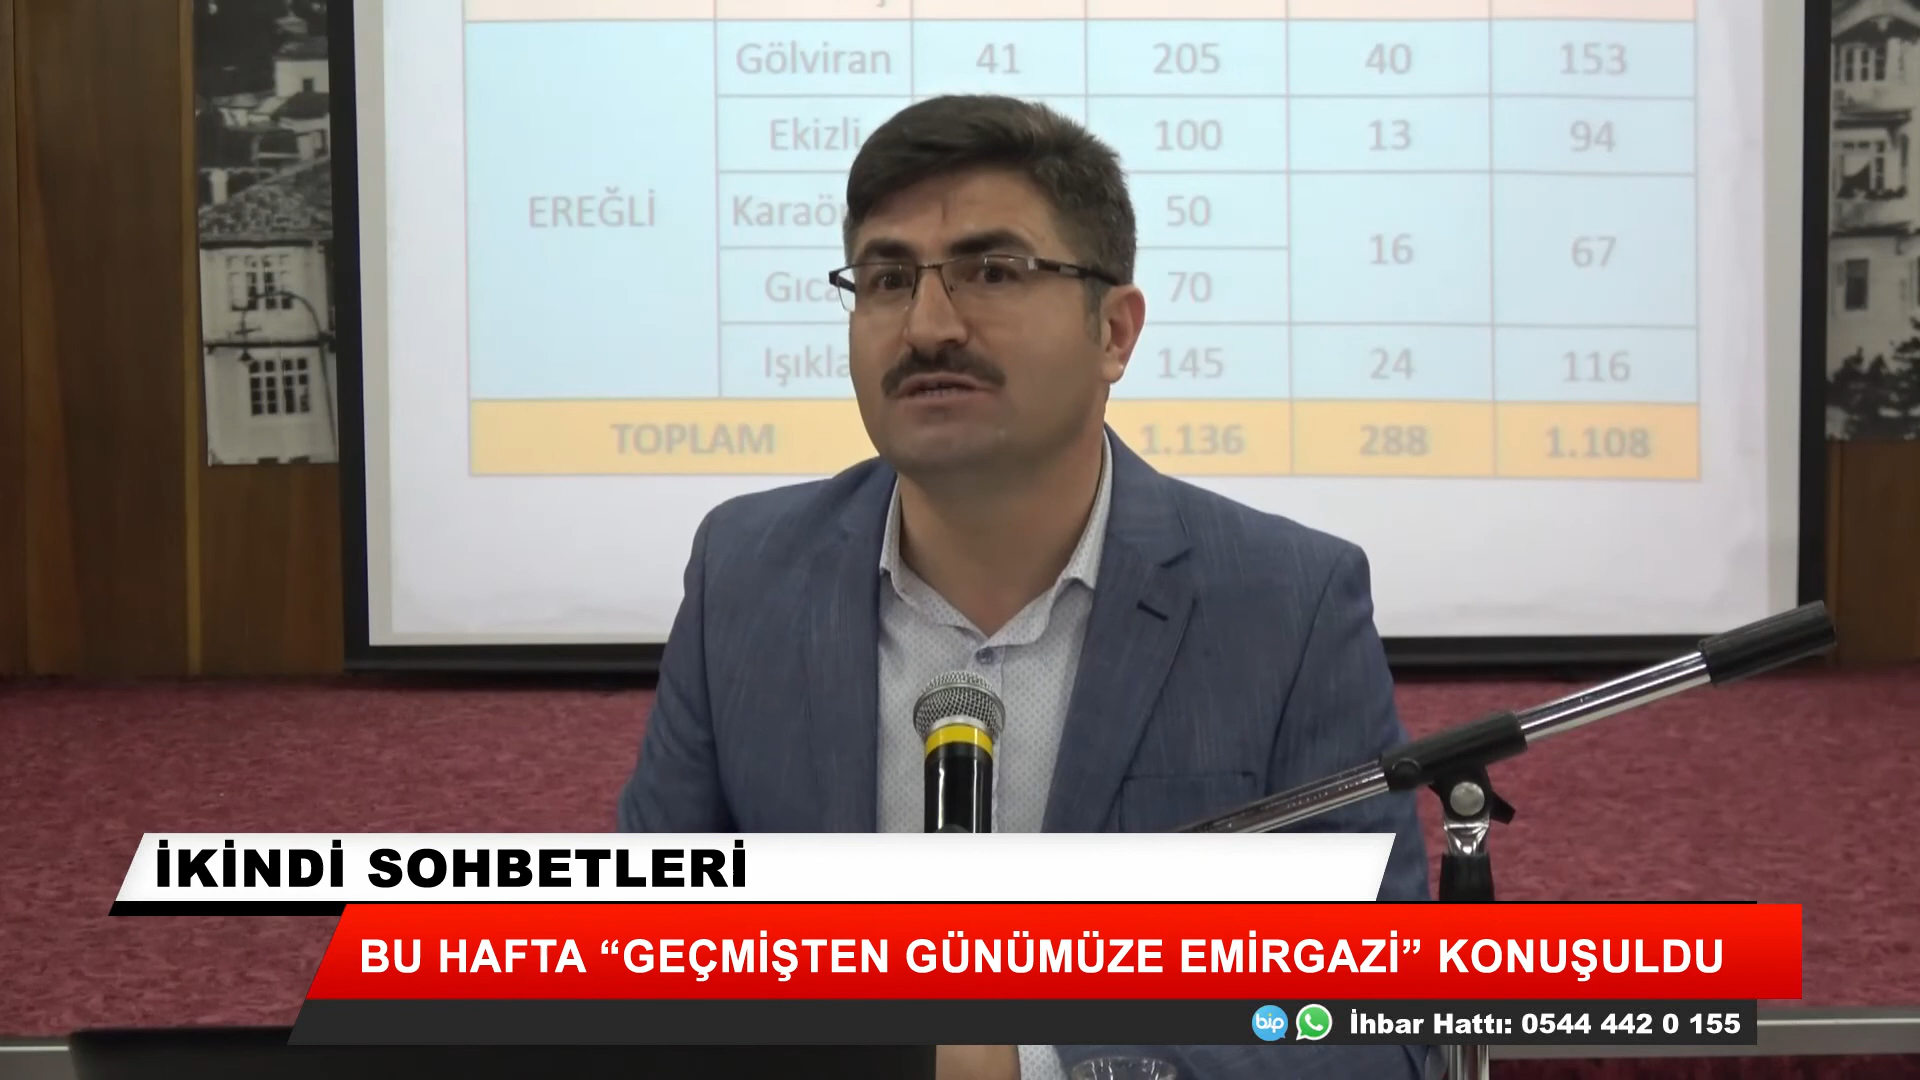 Gölviran 41 205 40 153
Ekizli 100 13 94
EREĞLİ 50
16 67
70
145 24 116
TOPLAM 1.136 288 1.108
İKİNDİ SOHBETLERİ
BU HAFTA “GEÇMİŞTEN GÜNÜMÜZE EMİRGAZİ” KONUŞULDU
bip İhbar Hattı: 0544 442 0 155